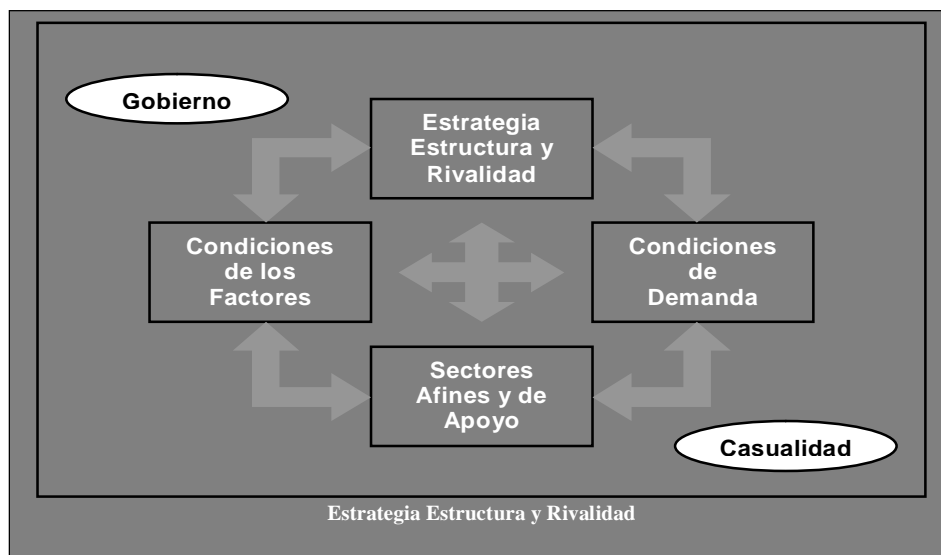 Gobierno
Estrategia
Estructura y
Rivalidad
Condiciones
de los
Factores
Condiciones
de
Demanda
Sectores
Afines y de
Apoyo
Casualidad
Estrategia Estructura y Rivalidad